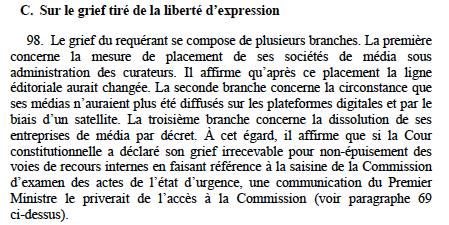 C. Sur le grief tiré de la liberté d’expression
98. Le grief du requérant se compose de plusieurs branches. La première
concerne la mesure de placement de ses sociétés de média sous
administration des curateurs. Il affirme qu’après ce placement la ligne
éditoriale aurait changée. La seconde branche concerne la circonstance que
ses médias n’auraient plus été diffusés sur les plateformes digitales et par le
biais d’un satellite. La troisième branche concerne la dissolution de ses
entreprises de média par décret. À cet égard, il affirme que si la Cour
constitutionnelle a déclaré son grief irrecevable pour non-épuisement des
voies de recours internes en faisant référence à la saisine de la Commission
d’examen des actes de l’état d’urgence, une communication du Premier
Ministre le priverait de l’accès à la Commission (voir paragraphe 69
ci-dessus).